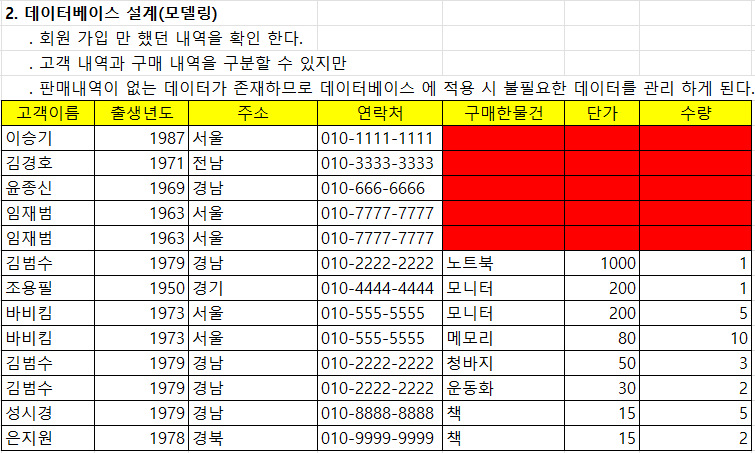 2. 데이터베이스 설계(모델링)
. 회원 가입 만 했던 내역을 확인 한다.
. 고객 내역과 구매 내역을 구분할 수 있지만
. 판매내역이 없는 데이터가 존재하므로 데이터베이스 에 적용 시 불필요한 데이터를 관리 하게 된다.
고객이름 출생년도 주소 연락처 구매한물건 단가 수량
이승기 1987 서울 010-1111-1111
김경호 1971 전남 010-3333-3333
윤종신 1969 경남 010-666-6666
임재범 1963 서울 010-7777-7777
임재범 1963 서울 010-7777-7777
김범수 1979 경남 010-2222-2222 노트북 1000 1
조용필 1950 경기 010-4444-4444 모니터 200 1
바비킴 1973 서울 010-555-5555 모니터 200 5
바비킴 1973 서울 010-555-5555 메모리 80 10
김범수 1979 경남 010-2222-2222 청바지 50 3
김범수 1979 경남 010-2222-2222 운동화 30 2
성시경 1979 경남 010-8888-8888 책 15 5
은지원 1978 경북 010-9999-9999 책 15 2